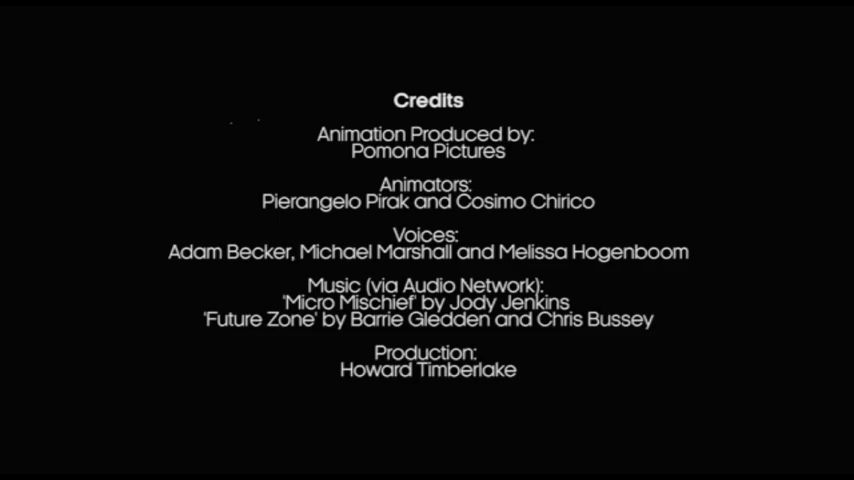 Credits
Animation Produced by:
Pomona Pictures
Animators:
Pierangelo Pirak and Cosimo Chirico
Voices:
Adam Becker, Michael Marshall and Melissa Hogenboom
Music (via Audio Network):
'Micro Mischief' by Jody Jenkins
'Future Zone' by Barrie Gledden and Chris Bussey
Production:
Howard Timberlake